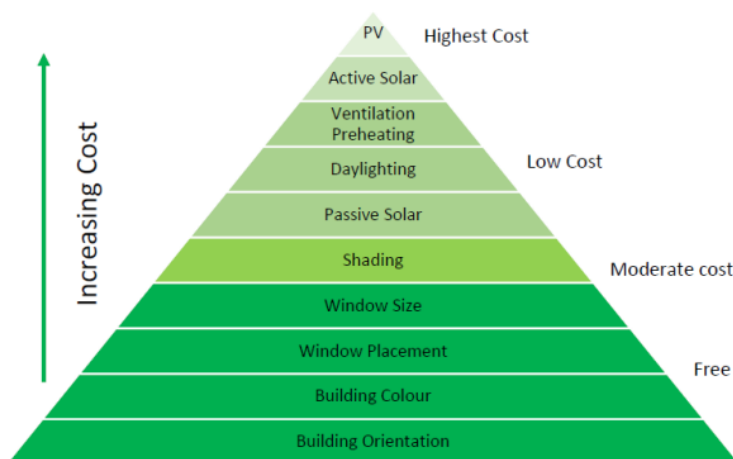 PV
Highest Cost
Active Solar
Ventilation
Preheating
Low Cost
Daylighting
Passive Solar
Shading
Moderate cost
Window Size
Window Placement
Free
Building Colour
Building Orientation
Increasing Cost